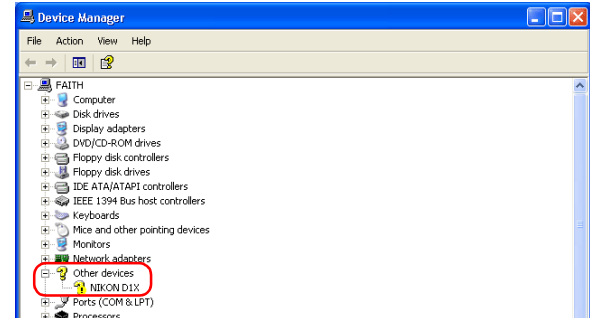 Device Manager
File Action View Help
FAITH
Computer
Disk drives
Display adapters
DVD/CD-ROM drives
Floppy disk controllers
Floppy disk drives
IDE ATA/ATAPI controllers
IEEE 1394 Bus host controllers
Keyboards
Mice and other pointing devices
Monitors
Network adapters
Other devices
NIKON D1X
Ports (COM & LPT)
Processors